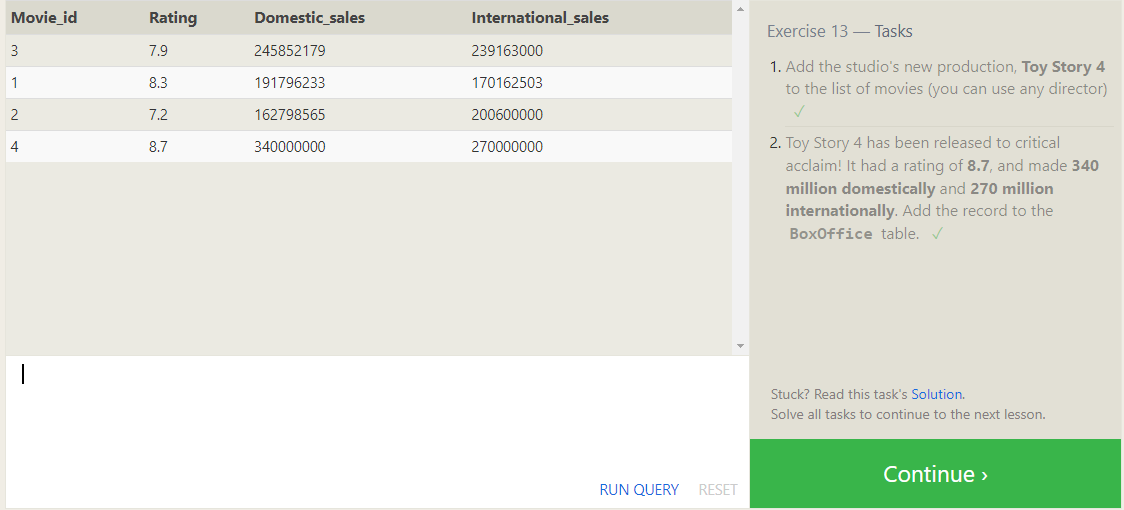 Movie_id Rating Domestic_sales International_sales
3 7.9 245852179 239163000
1 8.3 191796233 170162503
2 7.2 162798565 200600000
4 8.7 340000000 270000000
RUN QUERY RESET
Exercise 13 — Tasks
1. Add the studio's new production, Toy Story 4
to the list of movies (you can use any director)
✓
2. Toy Story 4 has been released to critical
acclaim! It had a rating of 8.7, and made 340
million domestically and 270 million
internationally. Add the record to the
BoxOffice table. ✓
Stuck? Read this task's Solution.
Solve all tasks to continue to the next lesson.
Continue ›